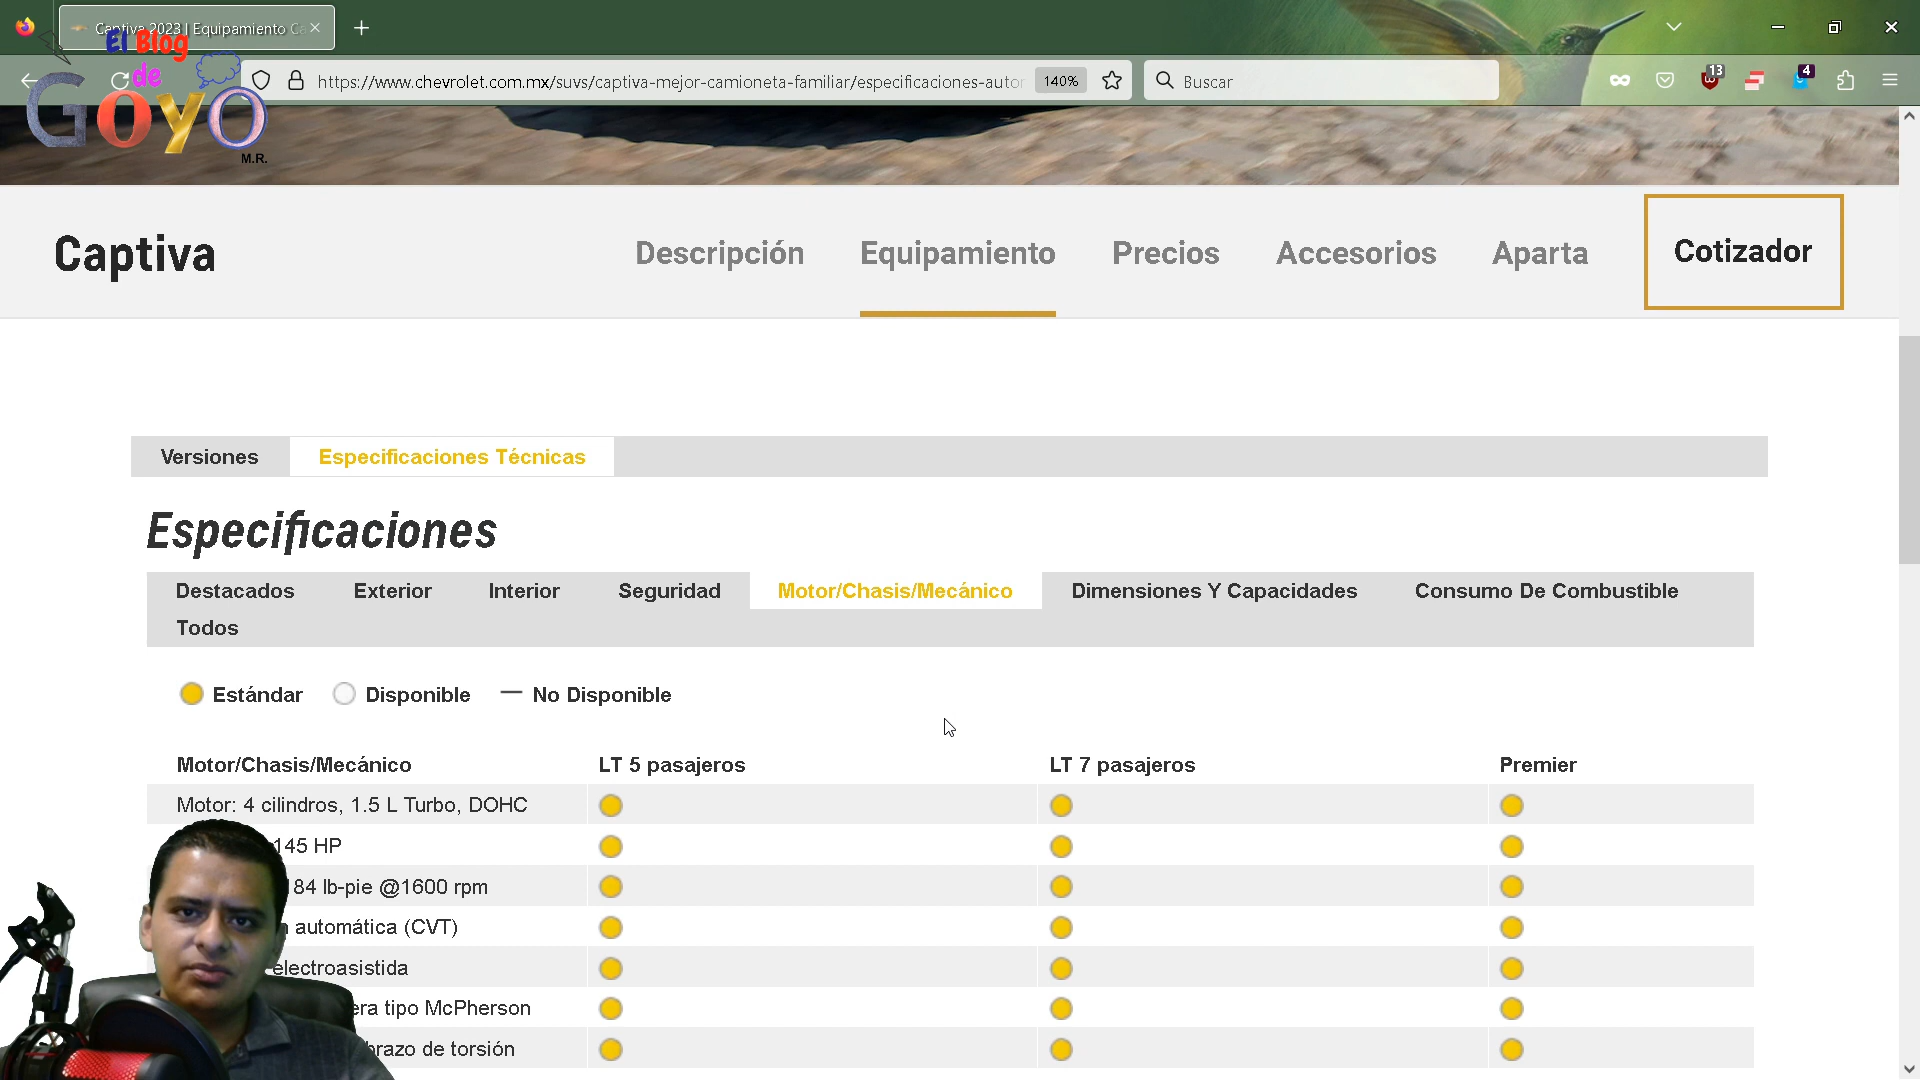 Captiva 2023 | Equipamiento Ca
El Blog
de
GOYO
M.R.
https://www.chevrolet.com.mx/suvs/captiva-mejor-camioneta-familiar/especificaciones-autor
140%
Buscar
13
4
Captiva
Descripción
Equipamiento
Precios
Accesorios
Aparta
Cotizador
Versiones
Especificaciones Técnicas
Especificaciones
Destacados
Exterior
Interior
Seguridad
Motor/Chasis/Mecánico
Dimensiones Y Capacidades
Consumo De Combustible
Todos
Estándar
Disponible
No Disponible
Motor/Chasis/Mecánico
LT 5 pasajeros
LT 7 pasajeros
Premier
Motor: 4 cilindros, 1.5 L Turbo, DOHC
145 HP
184 lb-pie @1600 rpm
automática (CVT)
electroasistida
tipo McPherson
brazo de torsión